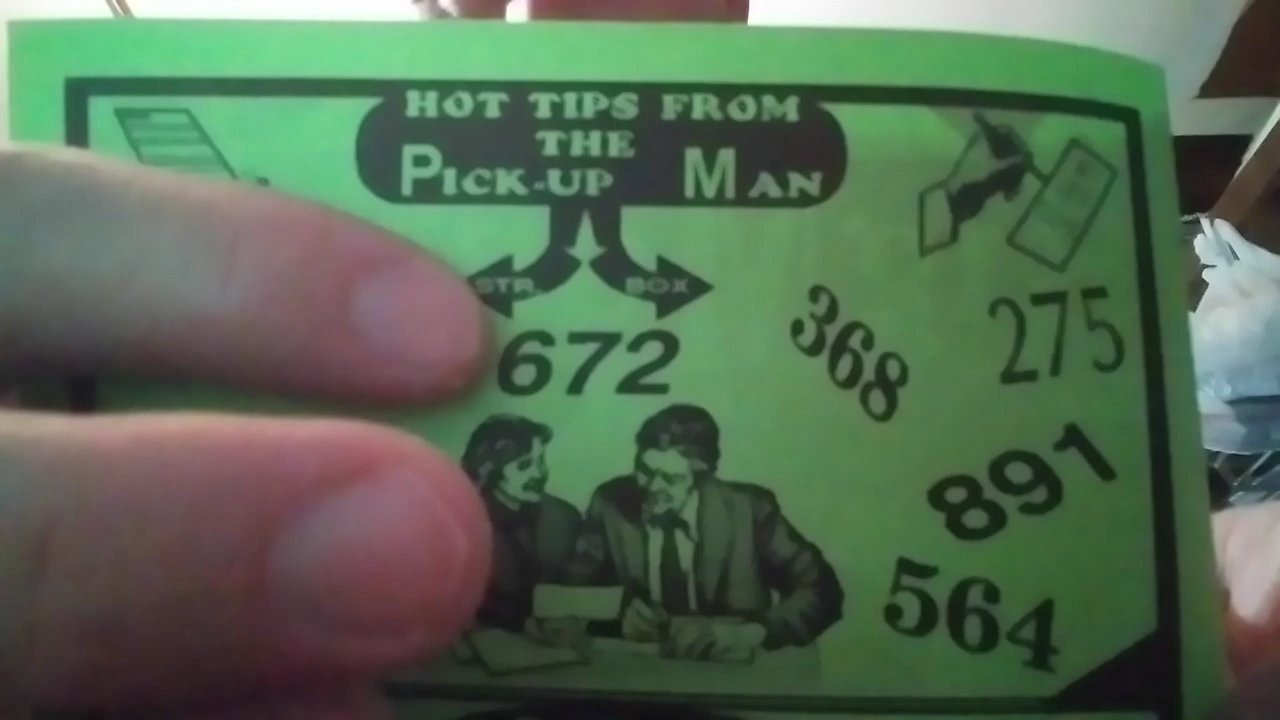 HOT TIPS FROM
THE
PICK-UP MAN
STR. BOX
672
368
275
891
564